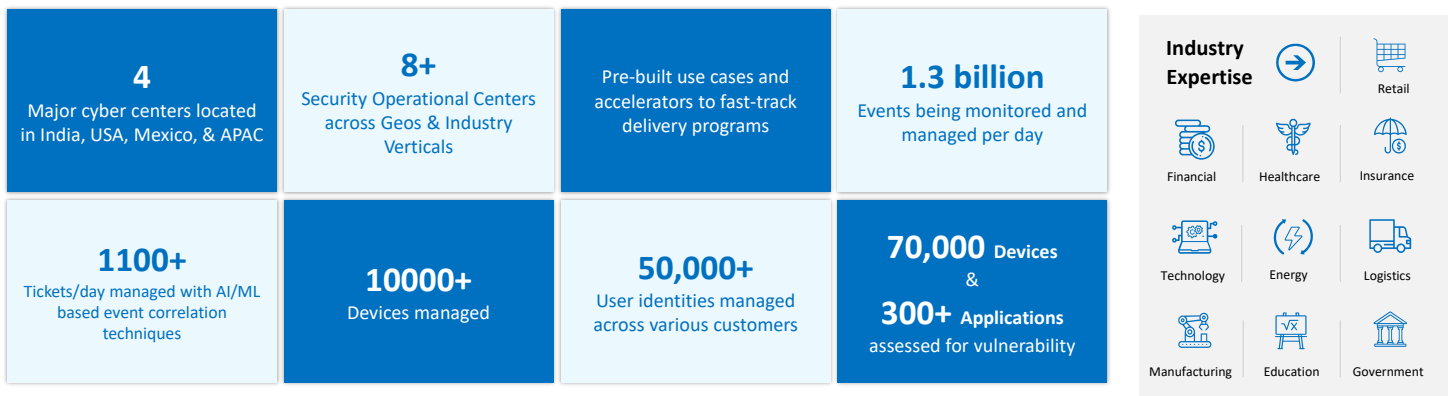 4
Major cyber centers located
in India, USA, Mexico, & APAC
8+
Security Operational Centers
across Geos & Industry
Verticals
Pre-built use cases and
accelerators to fast-track
delivery programs
1.3 billion
Events being monitored and
managed per day
1100+
Tickets/day managed with AI/ML
based event correlation
techniques
10000+
Devices managed
50,000+
User identities managed
across various customers
70,000 Devices
&
300+ Applications
assessed for vulnerability
Industry
Expertise
Retail
Financial
Healthcare
Insurance
Technology
Energy
Logistics
Manufacturing
√x
Education
Government